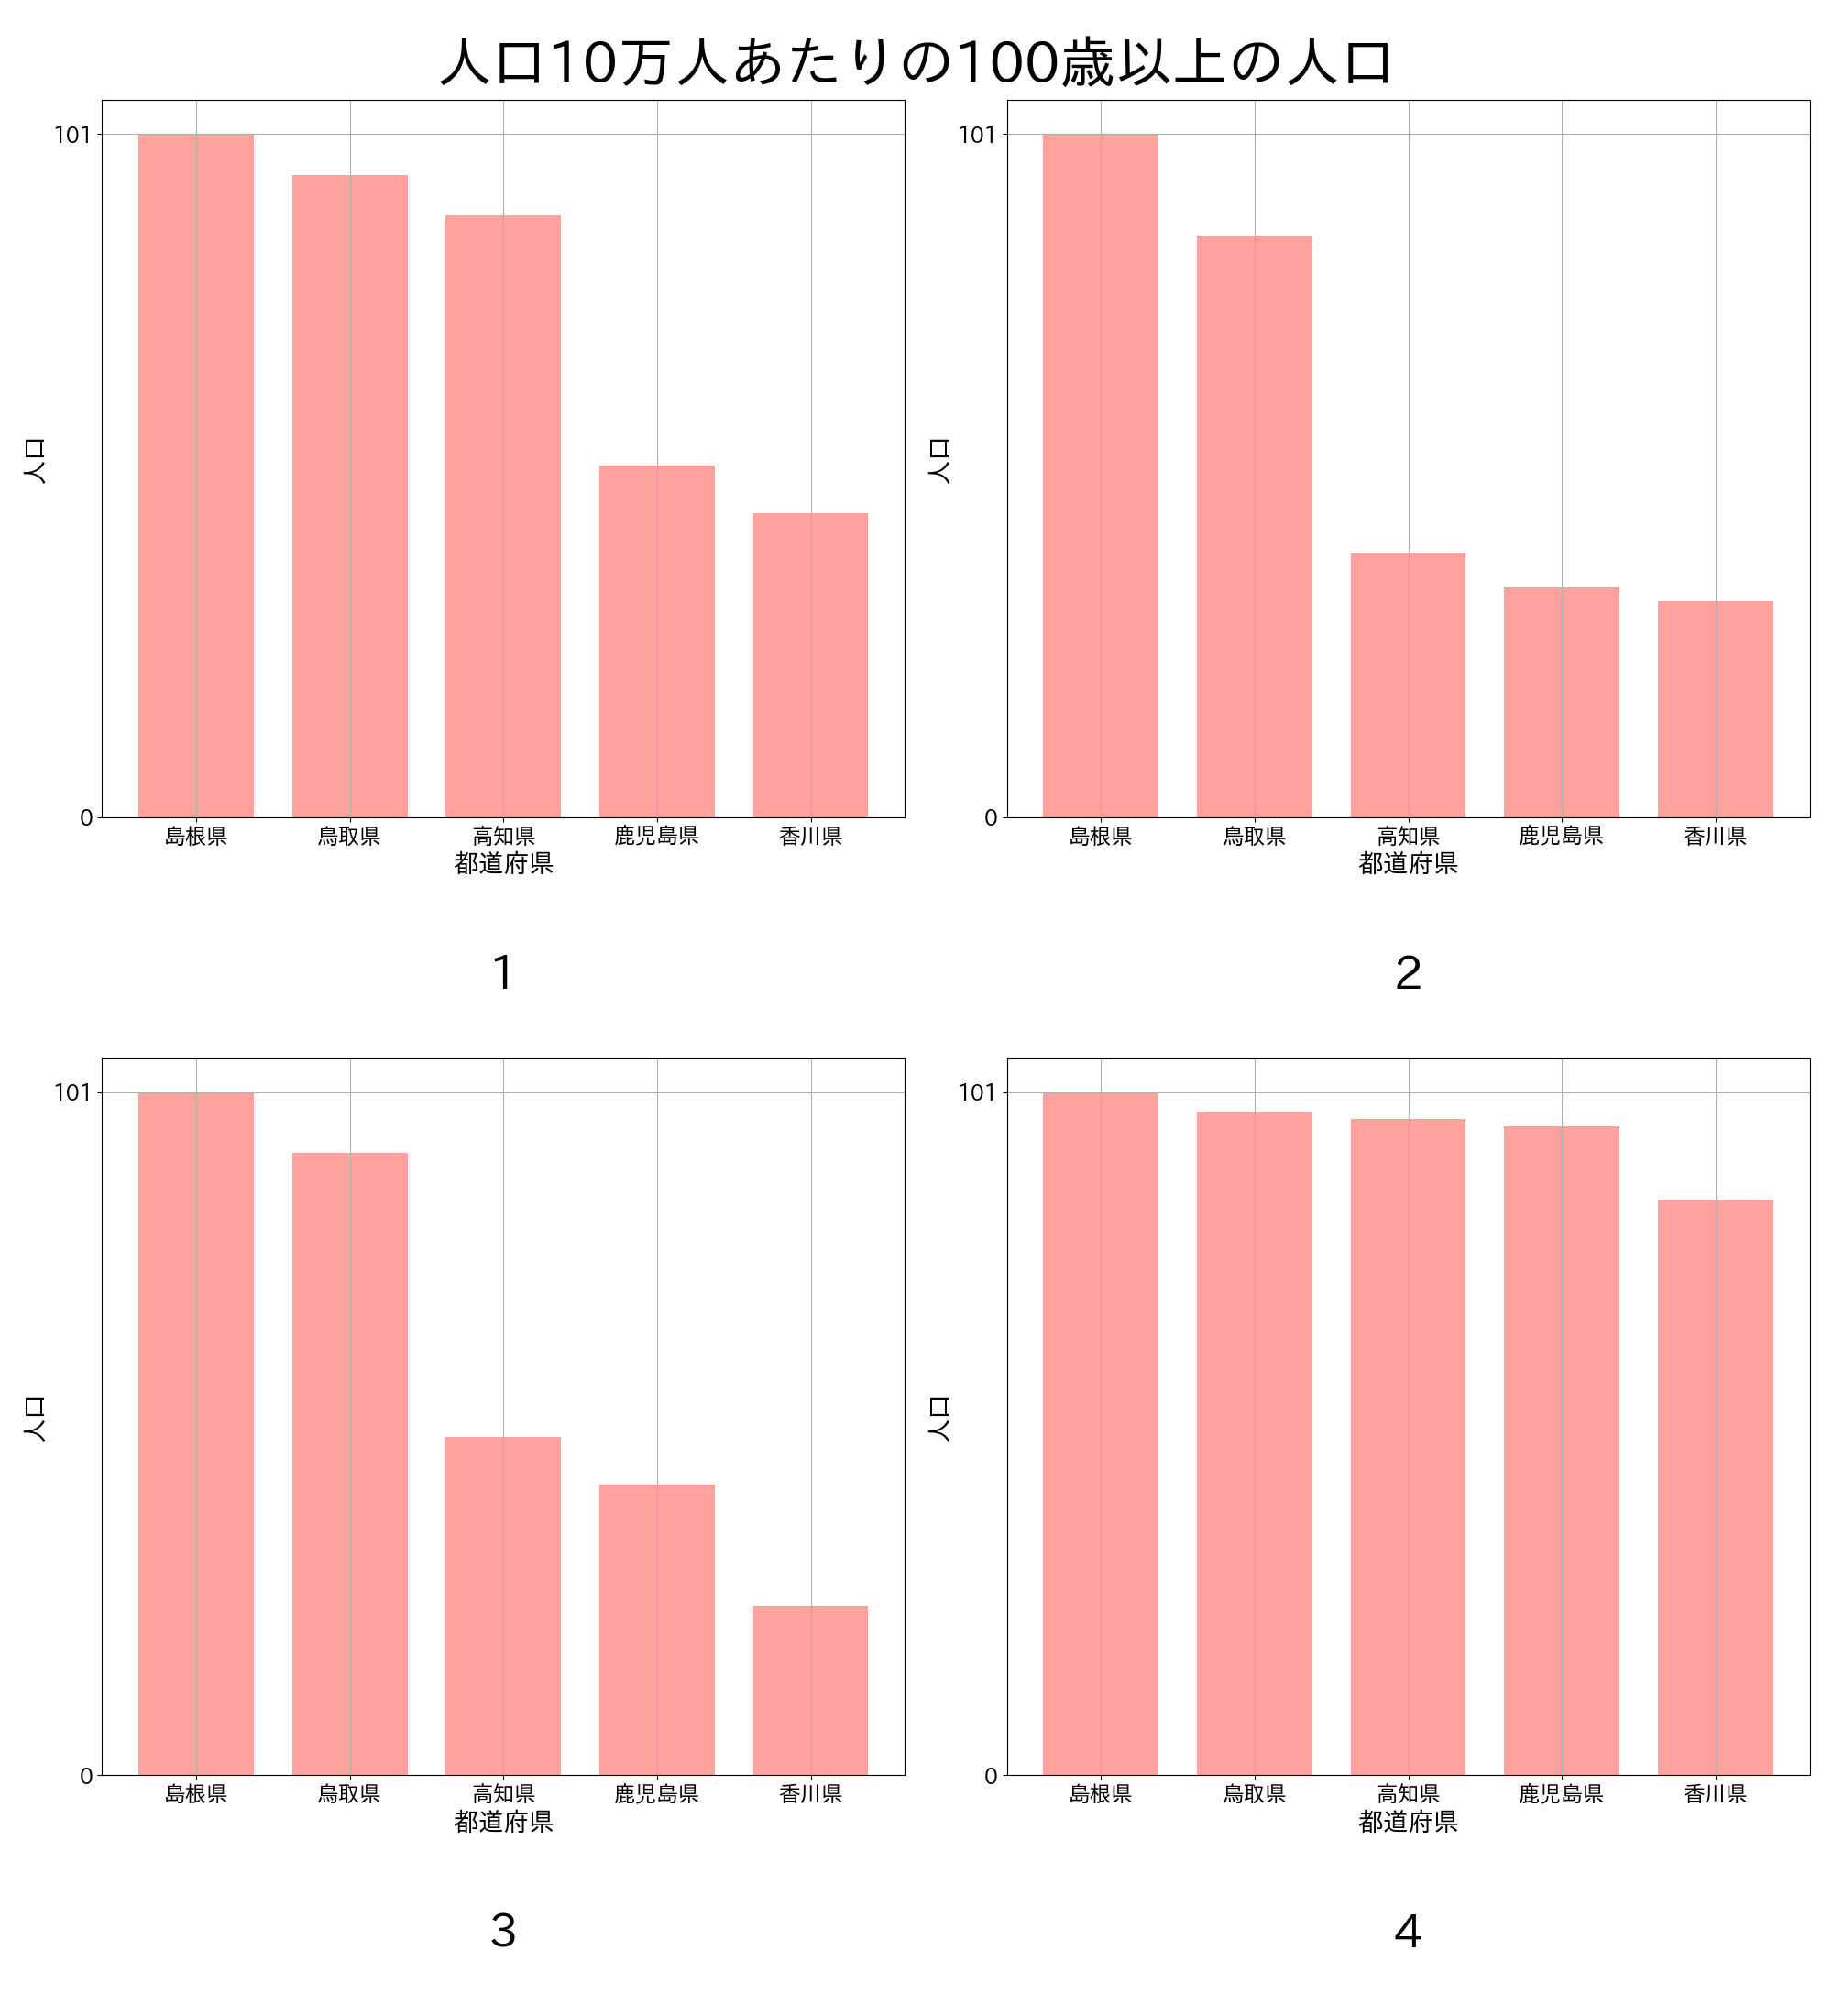 人口10万人あたりの100歳以上の人口
人口
101
0
島根県 鳥取県 高知県 鹿児島県 香川県
都道府県
1
人口
101
0
島根県 鳥取県 高知県 鹿児島県 香川県
都道府県
2
人口
101
0
島根県 鳥取県 高知県 鹿児島県 香川県
都道府県
3
人口
101
0
島根県 鳥取県 高知県 鹿児島県 香川県
都道府県
4